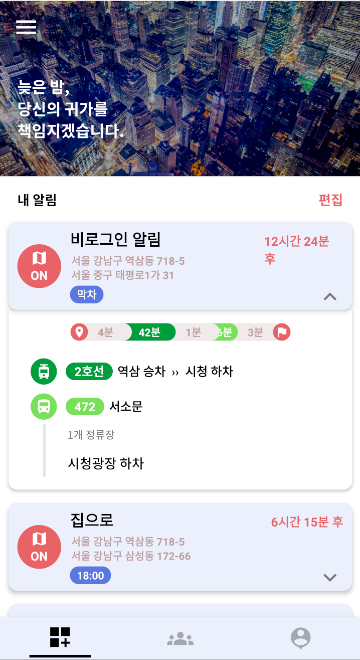 늦은 밤,
당신의 귀가를
책임지겠습니다.
내 알림
편집
비로그인 알림
12시간 24분
후
서울 강남구 역삼동 718-5
서울 중구 태평로1가 31
ON
막차
4분
42분
1분
5분
3분
2호선 역삼 승차 ›› 시청 하차
472 서소문
1개 정류장
시청광장 하차
집으로
6시간 15분 후
서울 강남구 역삼동 718-5
서울 강남구 삼성동 172-66
ON
18:00